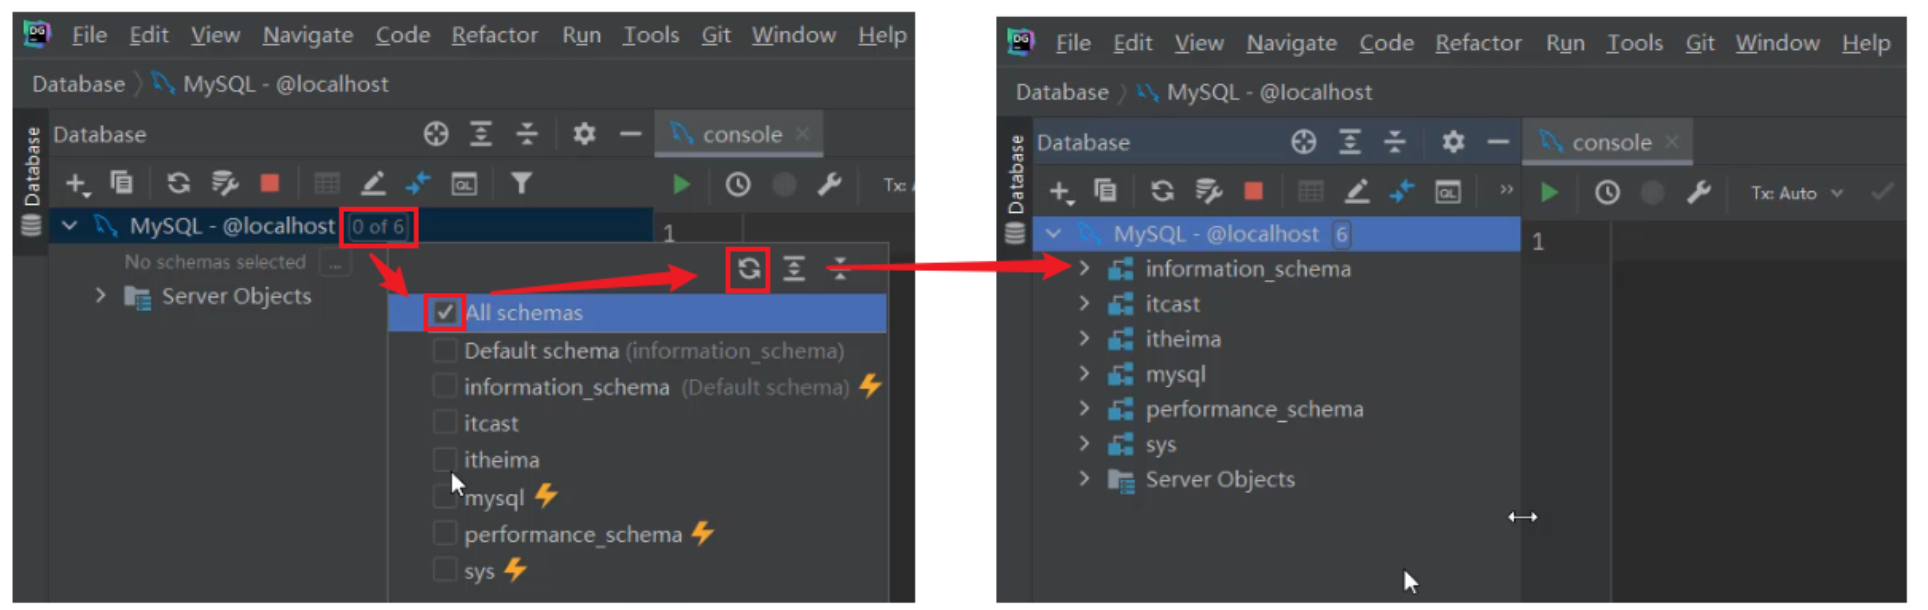 File Edit View Navigate Code Refactor Run Tools Git Window Help
Database MySQL - @localhost
Database
Database
console
QL
Tx:
MySQL - @localhost 0 of 6
1
No schemas selected ...
Server Objects
All schemas
Default schema (information_schema)
information_schema (Default schema)
itcast
itheima
mysql
performance_schema
sys
File Edit View Navigate Code Refactor Run Tools Git Window Help
Database MySQL - @localhost
Database
Database
console
QL
Tx: Auto
MySQL - @localhost 6
1
information_schema
itcast
itheima
mysql
performance_schema
sys
Server Objects